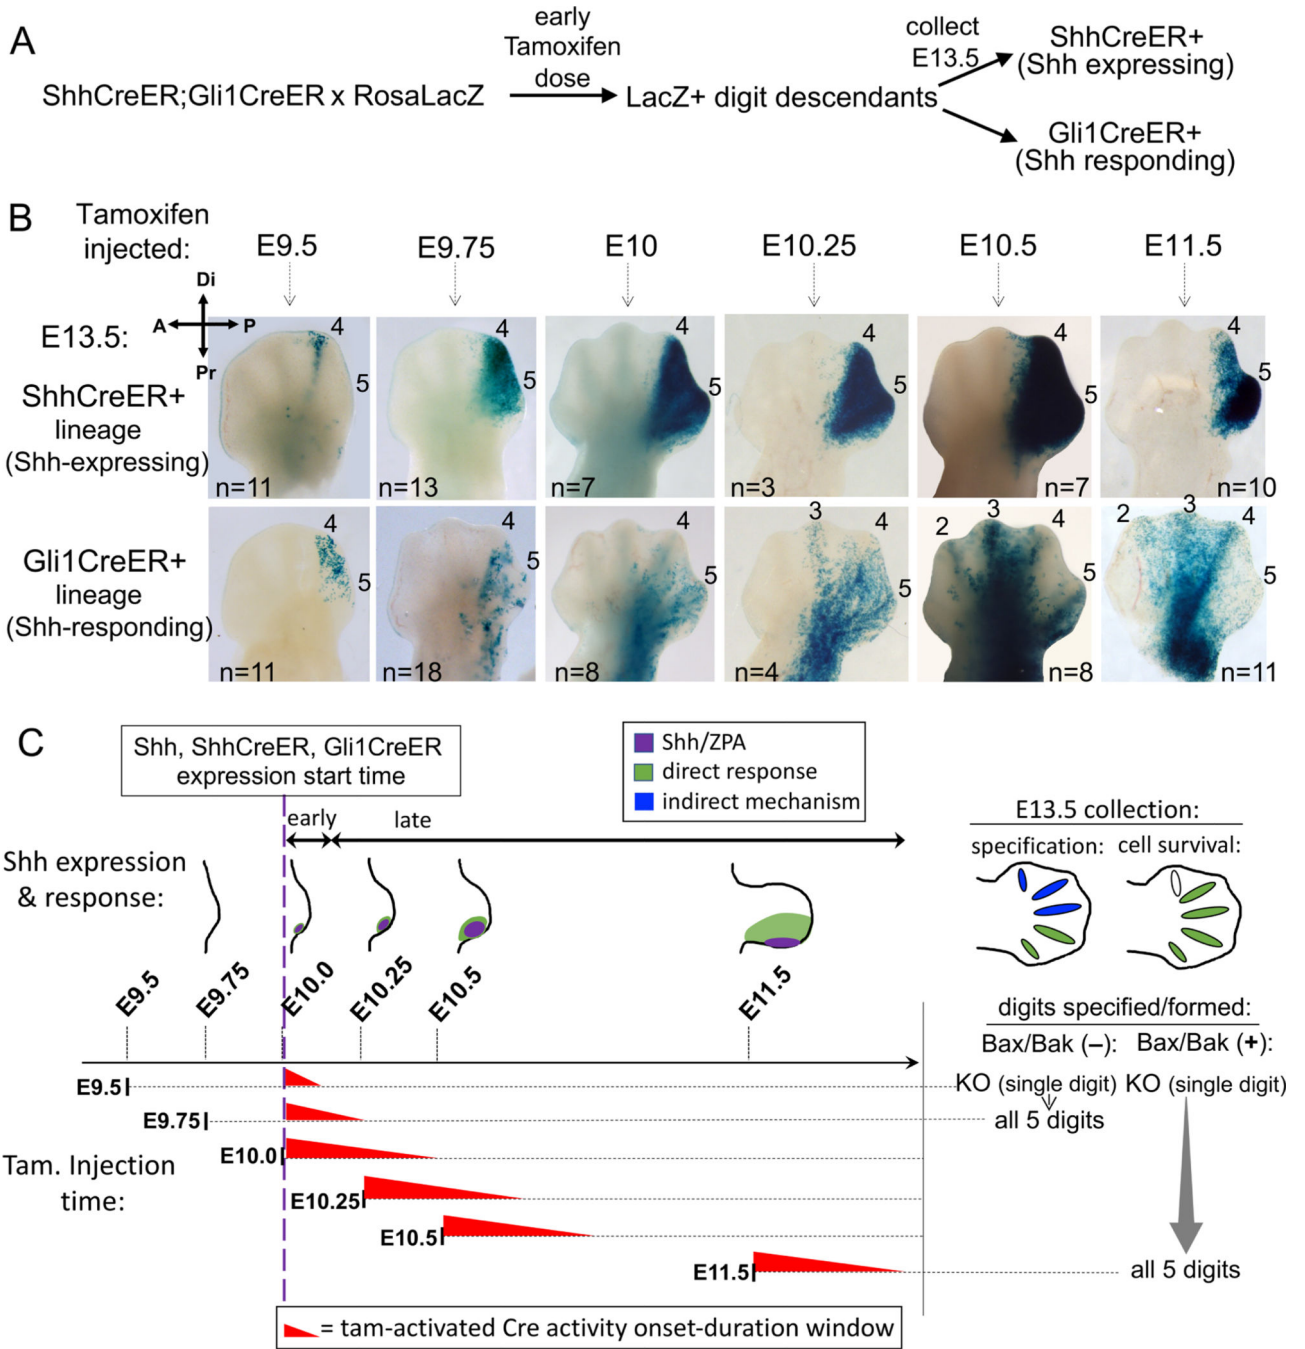 A
ShhCreER;Gli1CreER x RosaLacZ
early
Tamoxifen
dose
LacZ+ digit descendants
collect
E13.5
ShhCreER+
(Shh expressing)
Gli1CreER+
(Shh responding)
B
Tamoxifen
injected:
E9.5
E9.75
E10
E10.25
E10.5
E11.5
Di
A
P
Pr
E13.5:
ShhCreER+
lineage
(Shh-expressing)
4
5
n=11
4
5
n=13
4
5
n=7
4
5
n=3
4
5
n=7
4
5
n=10
Gli1CreER+
lineage
(Shh-responding)
4
5
n=11
4
5
n=18
4
5
n=8
3
4
5
n=4
2
3
4
5
n=8
2
3
4
5
n=11
C
Shh, ShhCreER, Gli1CreER
expression start time
Shh/ZPA
direct response
indirect mechanism
early
late
Shh expression
& response:
E9.5
E9.75
E10.0
E10.25
E10.5
E11.5
E13.5 collection:
specification:
cell survival:
digits specified/formed:
Bax/Bak (–):
Bax/Bak (+):
KO (single digit)
KO (single digit)
all 5 digits
all 5 digits
Tam. Injection
time:
E9.5
E9.75
E10.0
E10.25
E10.5
E11.5
= tam-activated Cre activity onset-duration window